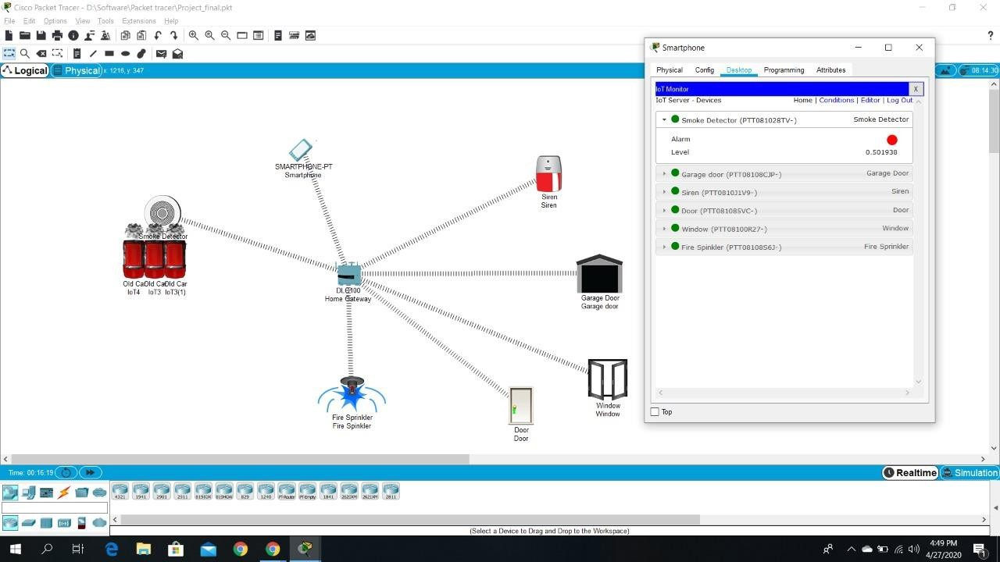 Cisco Packet Tracer - D:\Software\Packet tracer\Project_final.pkt
File Edit Options View Tools Extensions Help
?
Logical Physical x: 1216, y: 347
08:14:30
Smartphone
Physical Config Desktop Programming Attributes
IoT Monitor X
IoT Server - Devices Home | Conditions | Editor | Log Out
Smoke Detector (PTT081028TV-) Smoke Detector
Alarm
Level 0.501938
Garage door (PTT08108CJP-) Garage Door
Siren (PTT0810J1V9-) Siren
Door (PTT08108SVC-) Door
Window (PTT08100R27-) Window
Fire Spinkler (PTT08108S6J-) Fire Sprinkler
Top
SMARTPHONE-PT
Smartphone
Siren
Siren
Smoke Detector
Old Car Old Car Old Car
IoT4 IoT3 IoT3(1)
DLC100
Home Gateway
Garage Door
Garage door
Window
Window
Fire Sprinkler
Fire Spinkler
Door
Door
Time: 00:16:19
Realtime Simulation
4321 1941 2901 2911 819IOX 819HGW 829 1240 PT-Router PT-Empty 1841 2620XM 2621XM 2811
(Select a Device to Drag and Drop to the Workspace)
4:49 PM
4/27/2020
1